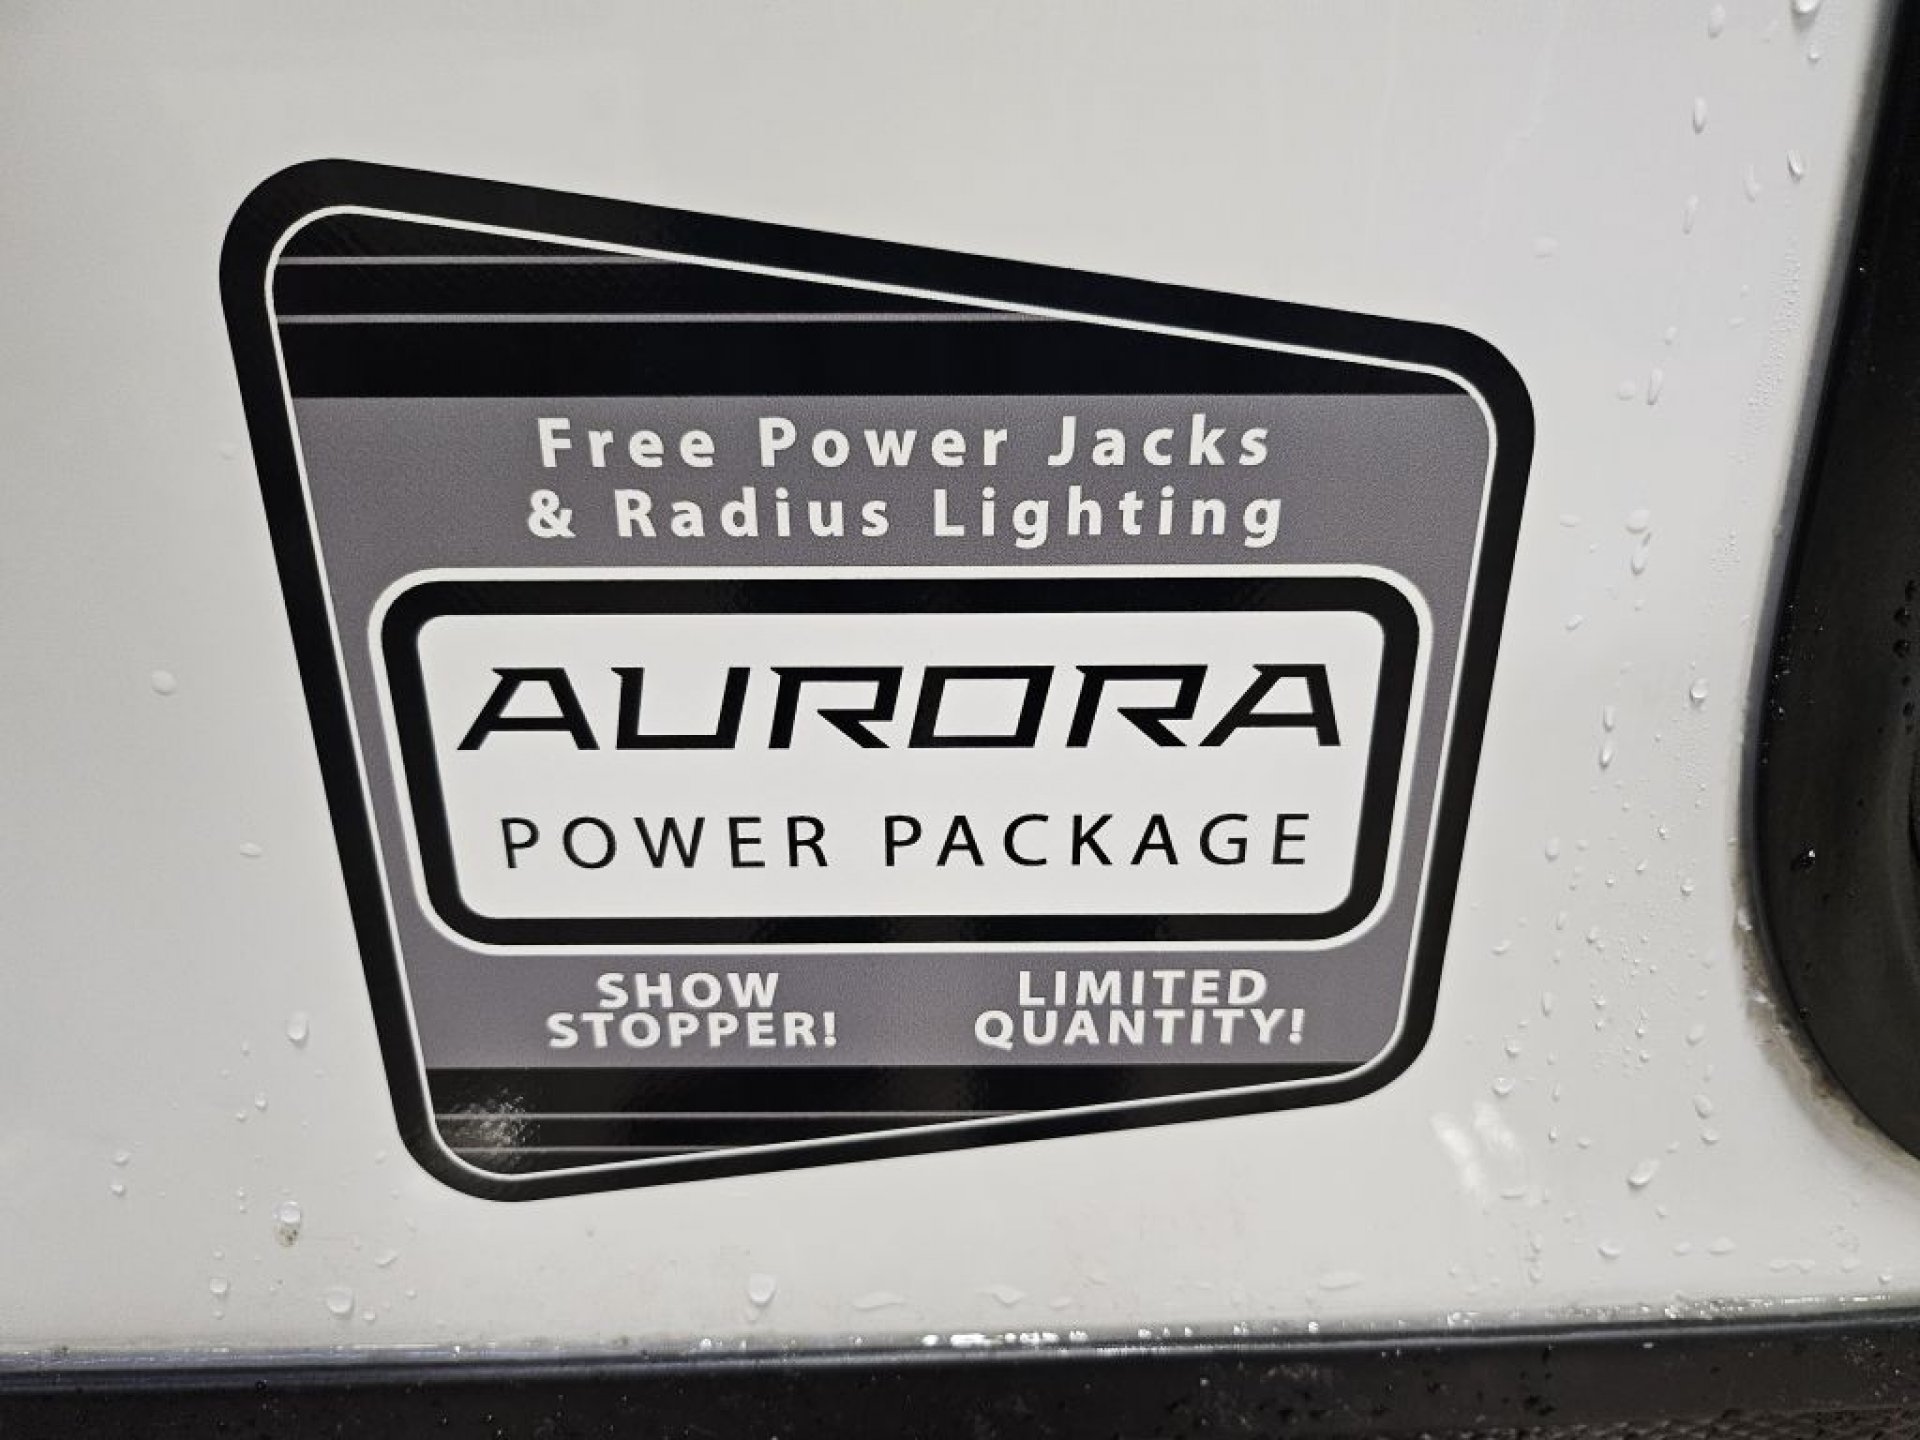 Free Power Jacks
& Radius Lighting
AURORA
POWER PACKAGE
SHOW
STOPPER!
LIMITED
QUANTITY!